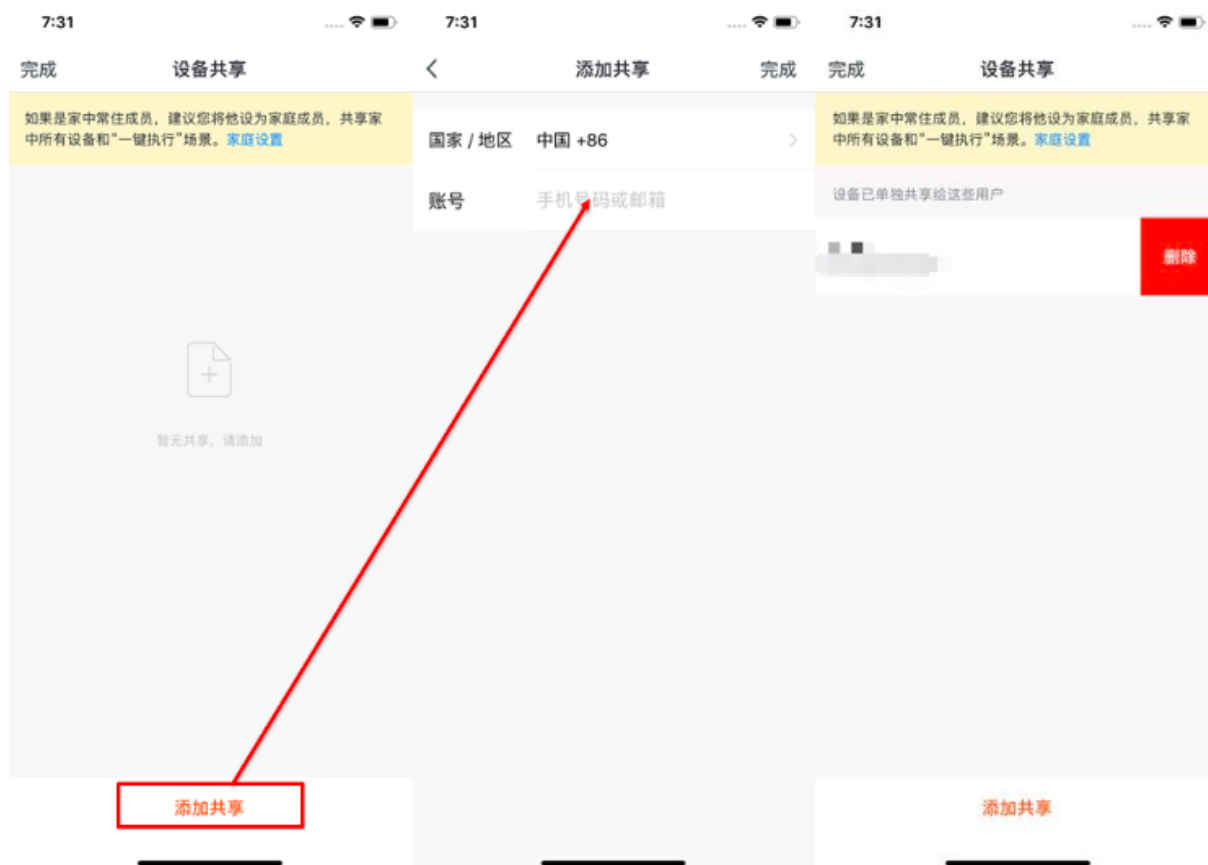 7:31
完成
设备共享
如果是家中常住成员，建议您将他设为家庭成员，共享家
中所有设备和“一键执行”场景。家庭设置
暂无共享，请添加
添加共享
7:31
添加共享
完成
国家 / 地区 中国 +86
账号 手机号码或邮箱
7:31
完成
设备共享
如果是家中常住成员，建议您将他设为家庭成员，共享家
中所有设备和“一键执行”场景。家庭设置
设备已单独共享给这些用户
删除
添加共享